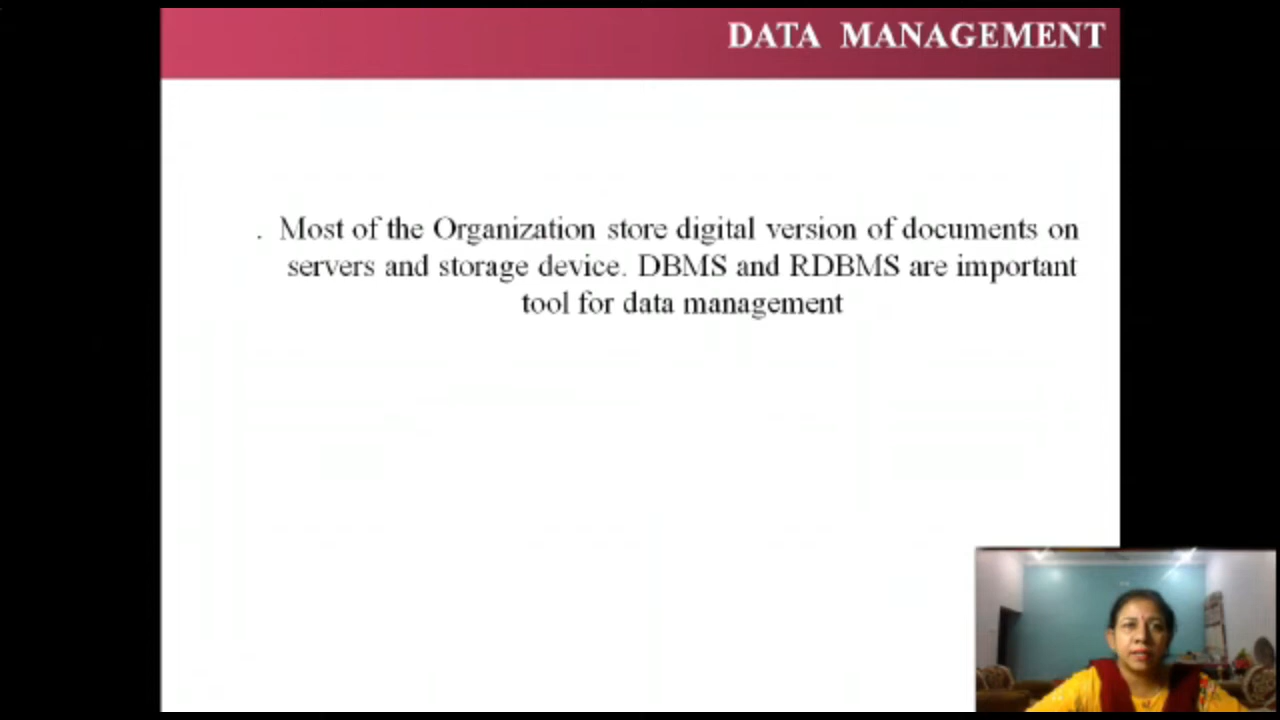 DATA MANAGEMENT
. Most of the Organization store digital version of documents on
servers and storage device. DBMS and RDBMS are important
tool for data management